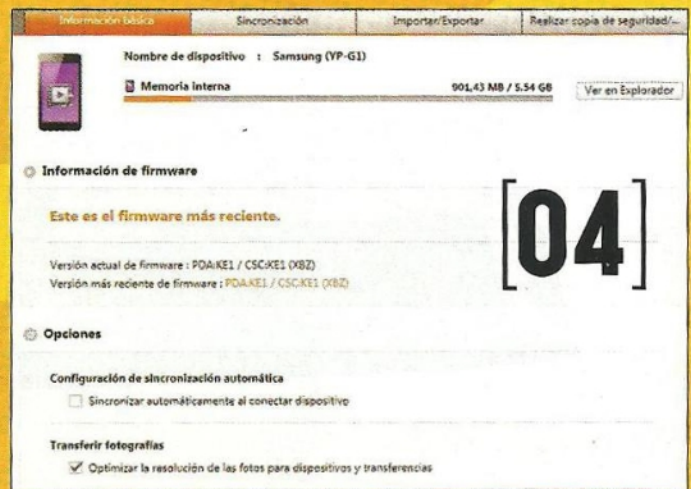 Información básica
Sincronización
Importar/Exportar
Realizar copia de seguridad/...
Nombre de dispositivo : Samsung (YP-G1)
Memoria interna
901,43 MB / 5.54 GB
Ver en Explorador
Información de firmware
Este es el firmware más reciente.
[04]
Versión actual de firmware : PDA:KE1 / CSC:KE1 (XBZ)
Versión más reciente de firmware : PDA:KE1 / CSC:KE1 (XBZ)
Opciones
Configuración de sincronización automática
Sincronizar automáticamente al conectar dispositivo
Transferir fotografías
Optimizar la resolución de las fotos para dispositivos y transferencias